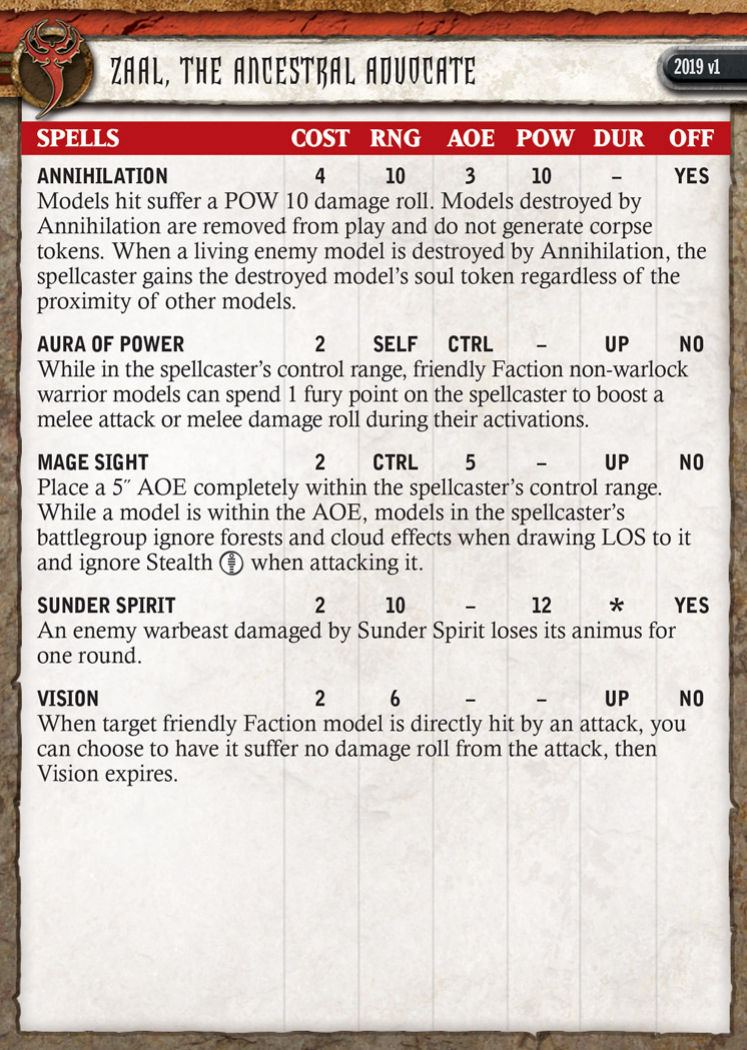 ZAAL, THE ANCESTRAL ADVOCATE
2019 v1
SPELLS COST RNG AOE POW DUR OFF
ANNIHILATION 4 10 3 10 – YES
Models hit suffer a POW 10 damage roll. Models destroyed by
Annihilation are removed from play and do not generate corpse
tokens. When a living enemy model is destroyed by Annihilation, the
spellcaster gains the destroyed model's soul token regardless of the
proximity of other models.
AURA OF POWER 2 SELF CTRL – UP NO
While in the spellcaster's control range, friendly Faction non-warlock
warrior models can spend 1 fury point on the spellcaster to boost a
melee attack or melee damage roll during their activations.
MAGE SIGHT 2 CTRL 5 – UP NO
Place a 5″ AOE completely within the spellcaster's control range.
While a model is within the AOE, models in the spellcaster's
battlegroup ignore forests and cloud effects when drawing LOS to it
and ignore Stealth when attacking it.
SUNDER SPIRIT 2 10 – 12 * YES
An enemy warbeast damaged by Sunder Spirit loses its animus for
one round.
VISION 2 6 – – UP NO
When target friendly Faction model is directly hit by an attack, you
can choose to have it suffer no damage roll from the attack, then
Vision expires.